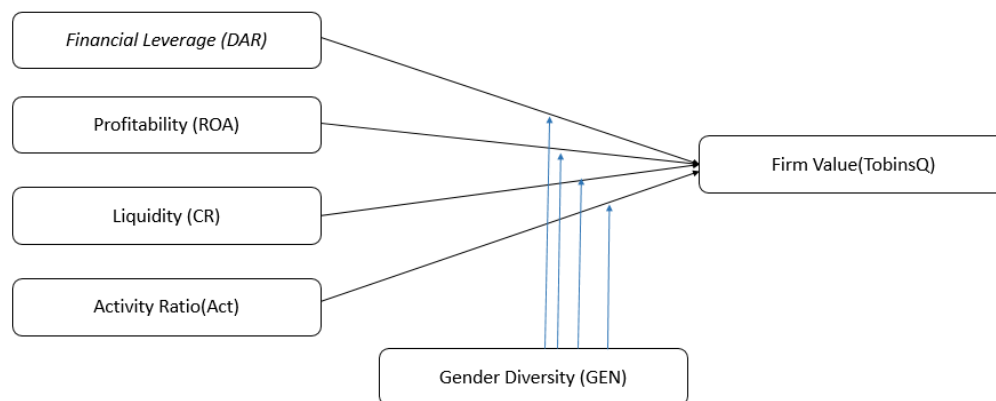 Financial Leverage (DAR)
Profitability (ROA)
Firm Value(TobinsQ)
Liquidity (CR)
Activity Ratio(Act)
Gender Diversity (GEN)